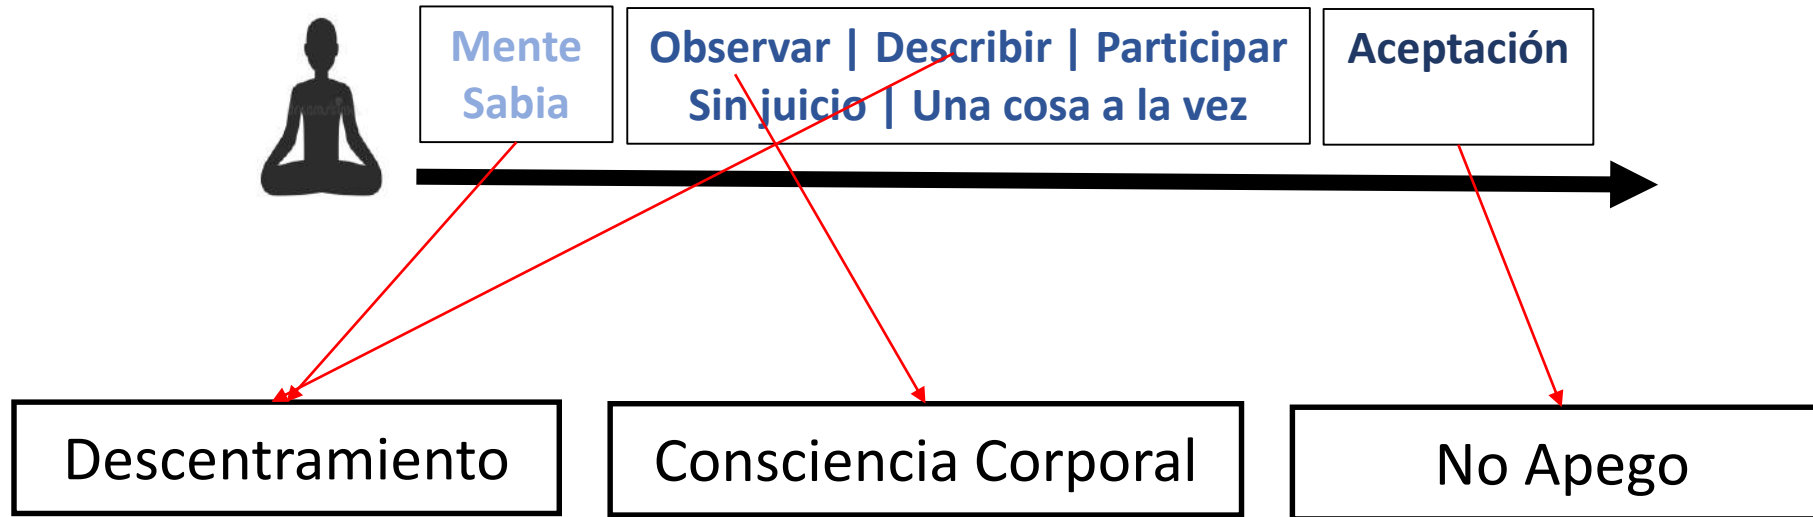 Mente
Sabia
Observar | Describir | Participar
Sin juicio | Una cosa a la vez
Aceptación
Descentramiento
Consciencia Corporal
No Apego